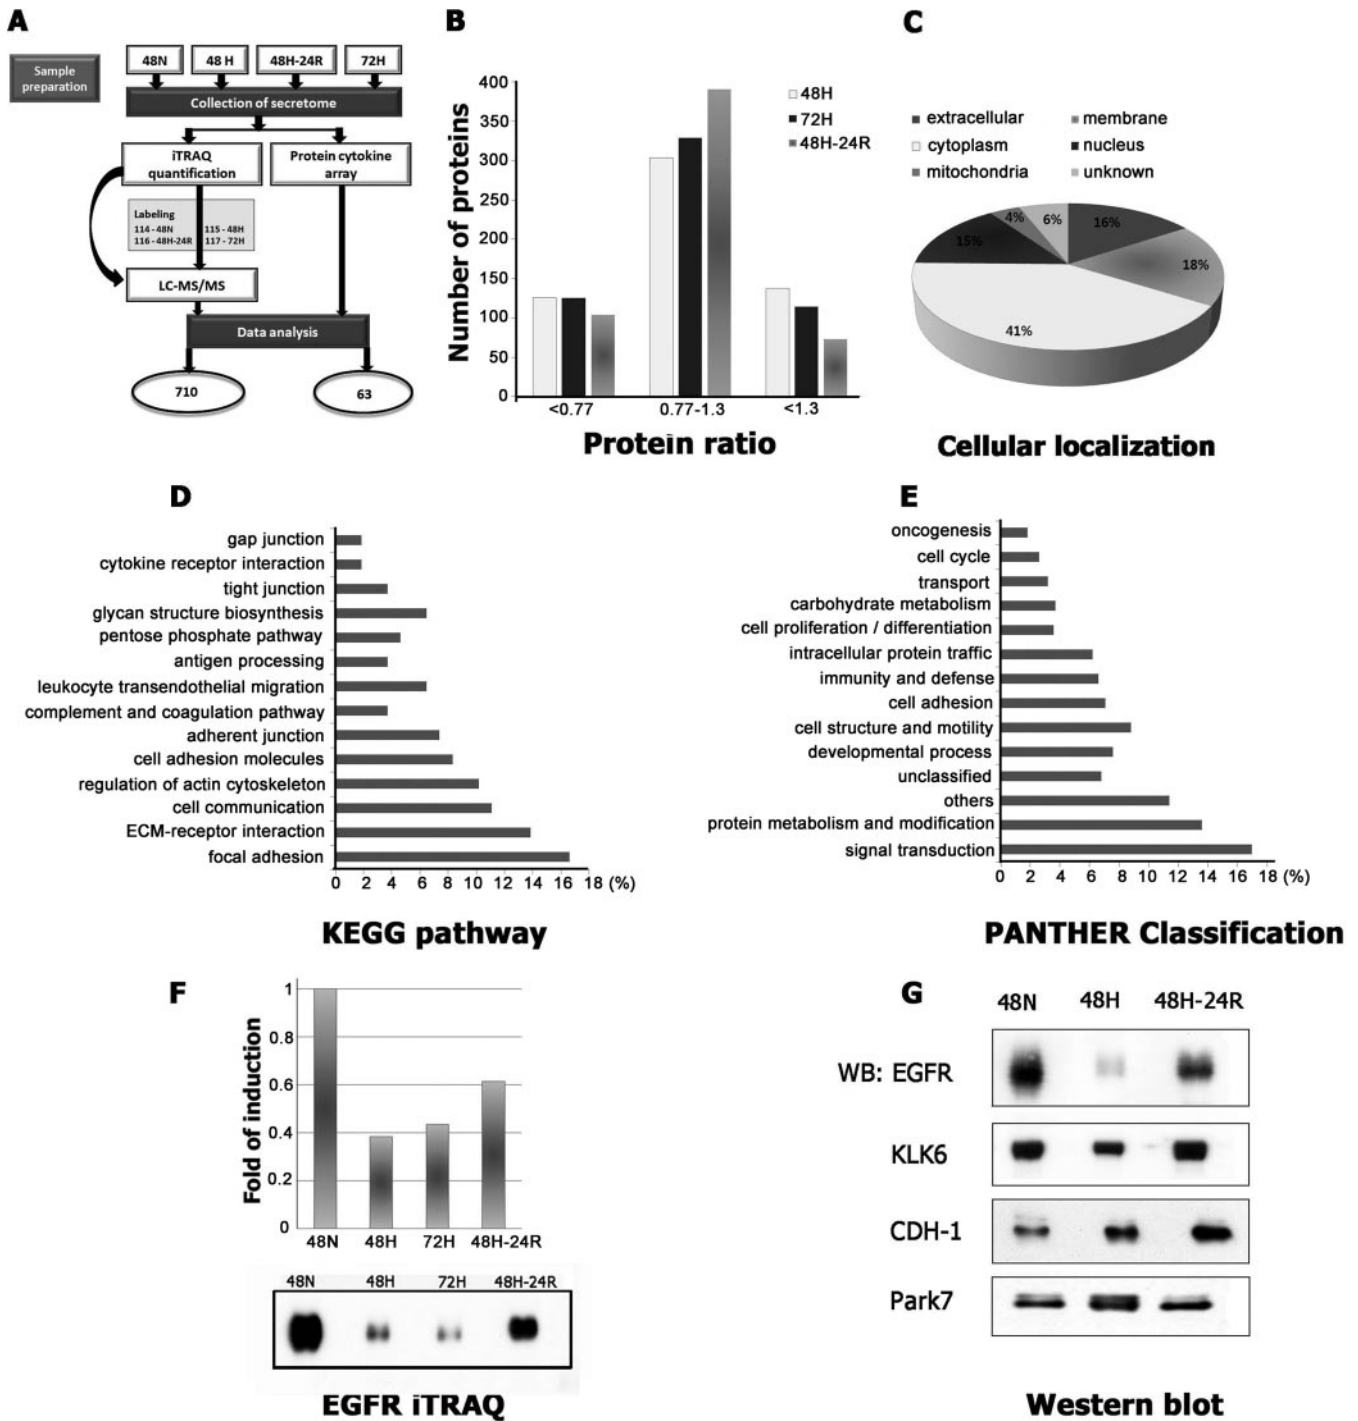 A
Sample
preparation
48N
48 H
48H-24R
72H
Collection of secretome
iTRAQ
quantification
Protein cytokine
array
Labeling
114 - 48N
115 - 48H
116 - 48H-24R
117 - 72H
LC-MS/MS
Data analysis
710
63
B
Number of proteins
400
350
300
250
200
150
100
50
0
48H
72H
48H-24R
<0.77
0.77-1.3
<1.3
Protein ratio
C
extracellular
membrane
cytoplasm
nucleus
mitochondria
unknown
4%
6%
16%
15%
18%
41%
Cellular localization
D
gap junction
cytokine receptor interaction
tight junction
glycan structure biosynthesis
pentose phosphate pathway
antigen processing
leukocyte transendothelial migration
complement and coagulation pathway
adherent junction
cell adhesion molecules
regulation of actin cytoskeleton
cell communication
ECM-receptor interaction
focal adhesion
0 2 4 6 8 10 12 14 16 18 (%)
KEGG pathway
E
oncogenesis
cell cycle
transport
carbohydrate metabolism
cell proliferation / differentiation
intracellular protein traffic
immunity and defense
cell adhesion
cell structure and motility
developmental process
unclassified
others
protein metabolism and modification
signal transduction
0 2 4 6 8 10 12 14 16 18 (%)
PANTHER Classification
F
Fold of induction
1
0.8
0.6
0.4
0.2
0
48N 48H 72H 48H-24R
48N 48H 72H 48H-24R
EGFR iTRAQ
G
48N 48H 48H-24R
WB: EGFR
KLK6
CDH-1
Park7
Western blot